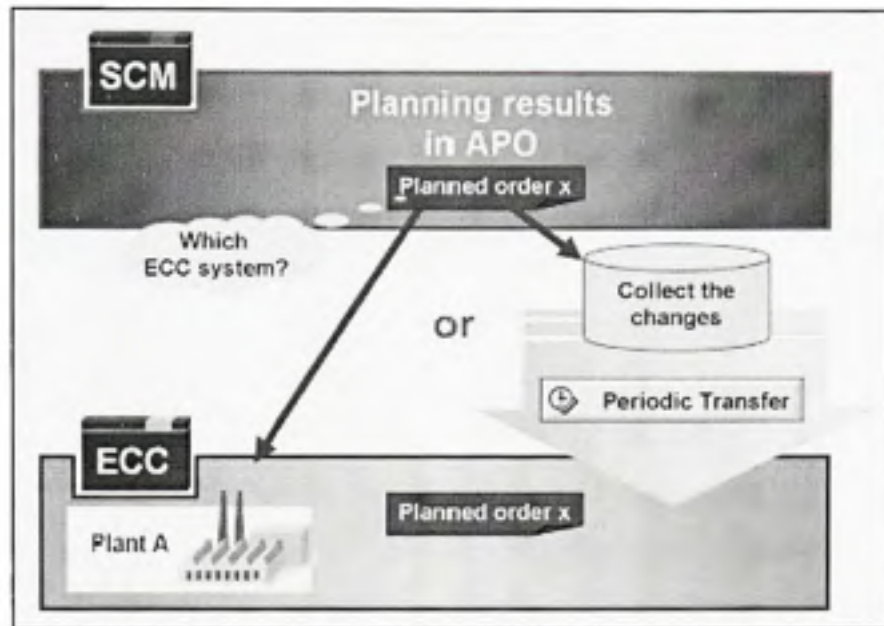 SCM
Planning results
in APO
Planned order x
Which
ECC system?
Collect the
changes
or
Periodic Transfer
ECC
Plant A
Planned order x